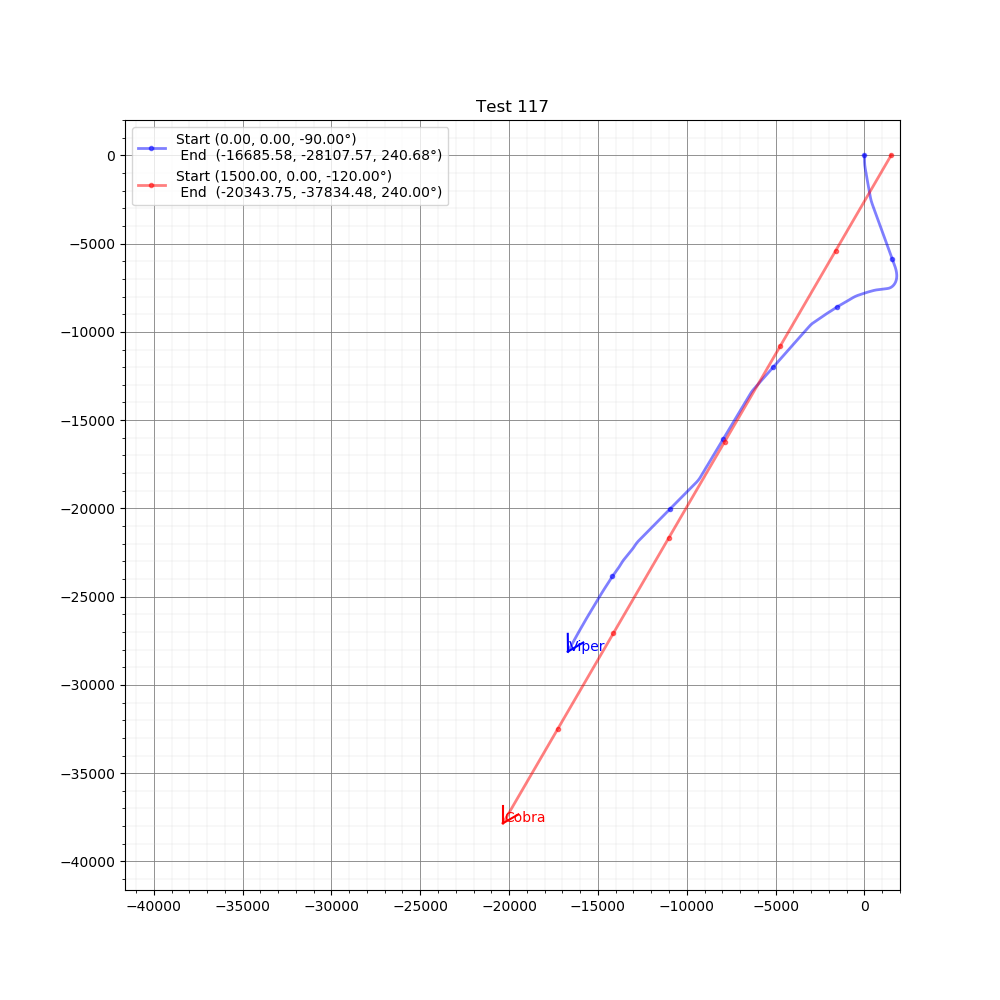 Test 117
Start (0.00, 0.00, -90.00°)
End  (-16685.58, -28107.57, 240.68°)
Start (1500.00, 0.00, -120.00°)
End  (-20343.75, -37834.48, 240.00°)
0
−5000
−10000
−15000
−20000
−25000
−30000
−35000
−40000
Viper
Cobra
−40000 −35000 −30000 −25000 −20000 −15000 −10000 −5000 0